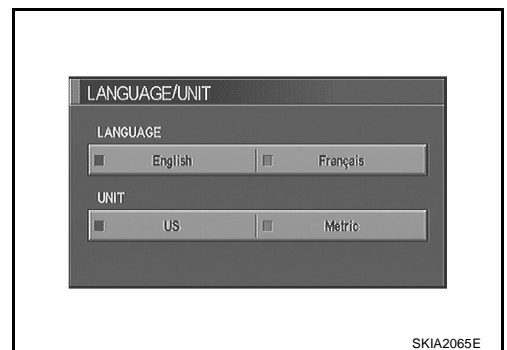 LANGUAGE/UNIT
LANGUAGE
English Français
UNIT
US Metric
SKIA2065E